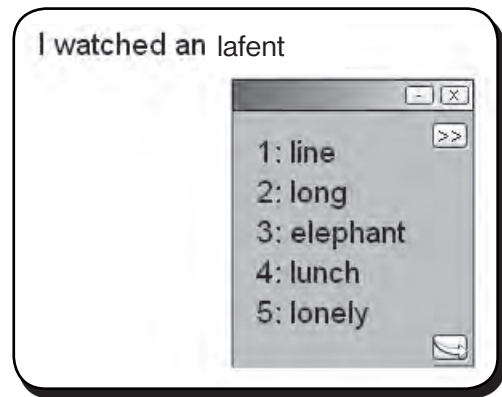 I watched an lafent
- X
>>
1: line
2: long
3: elephant
4: lunch
5: lonely